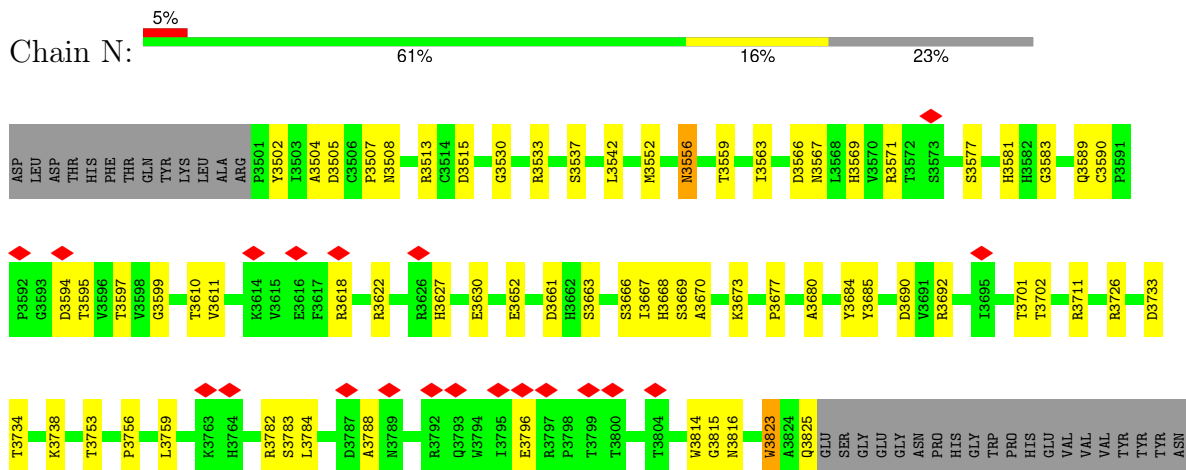 5%
Chain N:
61% 16% 23%
ASP LEU ASP THR HIS PHE THR GLN TYR LYS LEU ALA ARG P3501 Y3502 I3503 A3504 D3505 C3506 P3507 N3508 R3513 C3514 D3515 G3530 R3533 S3537 L3542 M3552 N3556 T3559 I3563 D3566 N3567 L3568 H3569 V3570 R3571 T3572 S3573 S3577 H3581 H3582 G3583 Q3589 C3590 P3591
P3592 G3593 D3594 T3595 V3596 T3597 V3598 G3599 T3610 V3611 K3614 V3615 E3616 F3617 R3618 R3622 R3626 H3627 E3630 E3652 D3661 H3662 S3663 S3666 I3667 H3668 S3669 A3670 K3673 P3677 A3680 Y3684 Y3685 D3690 V3691 R3692 I3695 T3701 T3702 R3711 R3726 D3733
T3734 K3738 T3753 P3756 L3759 K3763 H3764 R3782 S3783 L3784 D3787 A3788 N3789 R3792 Q3793 W3794 I3795 E3796 R3797 P3798 T3799 T3800 T3804 W3814 G3815 N3816 W3823 A3824 Q3825 GLU SER GLY GLU GLU GLY ASN PRO HIS GLY TRP PRO HIS GLU VAL VAL VAL TYR TYR TYR ASN